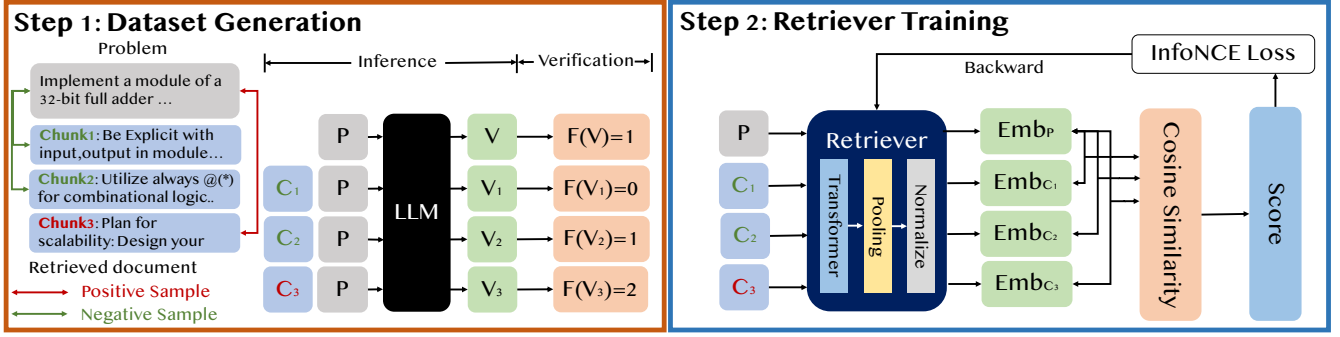 Step 1: Dataset Generation
Problem
Implement a module of a
32-bit full adder ...
Chunk1: Be Explicit with
input,output in module...
Chunk2: Utilize always @(*)
for combinational logic..
Chunk3: Plan for
scalability: Design your
Retrieved document
Positive Sample
Negative Sample
Inference
Verification
P
V
F(V)=1
C1
P
V1
F(V1)=0
C2
P
V2
F(V2)=1
C3
P
V3
F(V3)=2
LLM
Step 2: Retriever Training
Backward
InfoNCE Loss
P
C1
C2
C3
Retriever
Transformer
Pooling
Normalize
EmbP
EmbC1
EmbC2
EmbC3
Cosine Similarity
Score